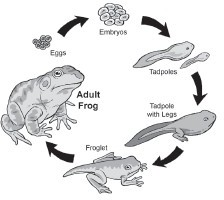 Embryos
Eggs
Tadpoles
Adult
Frog
Tadpole
with Legs
Froglet